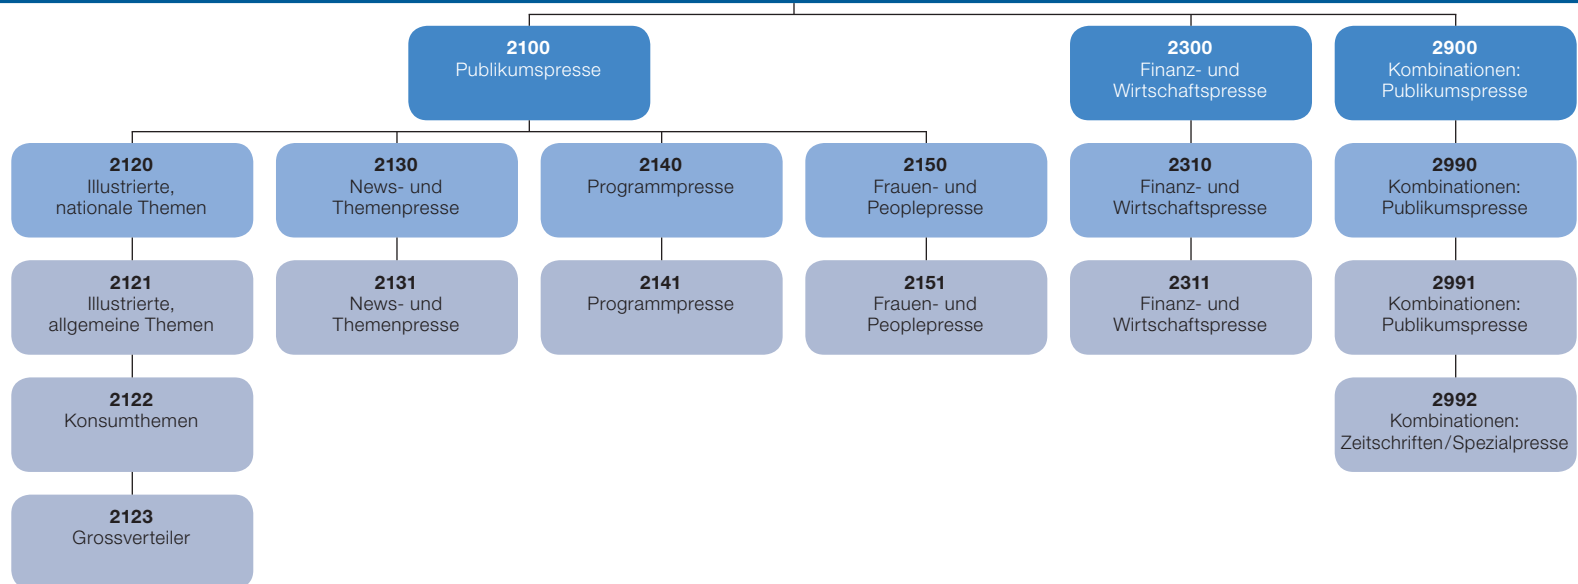 2100
Publikumspresse
2300
Finanz- und
Wirtschaftspresse
2900
Kombinationen:
Publikumspresse
2120
Illustrierte,
nationale Themen
2130
News- und
Themenpresse
2140
Programmpresse
2150
Frauen- und
Peoplepresse
2310
Finanz- und
Wirtschaftspresse
2990
Kombinationen:
Publikumspresse
2121
Illustrierte,
allgemeine Themen
2131
News- und
Themenpresse
2141
Programmpresse
2151
Frauen- und
Peoplepresse
2311
Finanz- und
Wirtschaftspresse
2991
Kombinationen:
Publikumspresse
2122
Konsumthemen
2992
Kombinationen:
Zeitschriften/Spezialpresse
2123
Grossverteiler